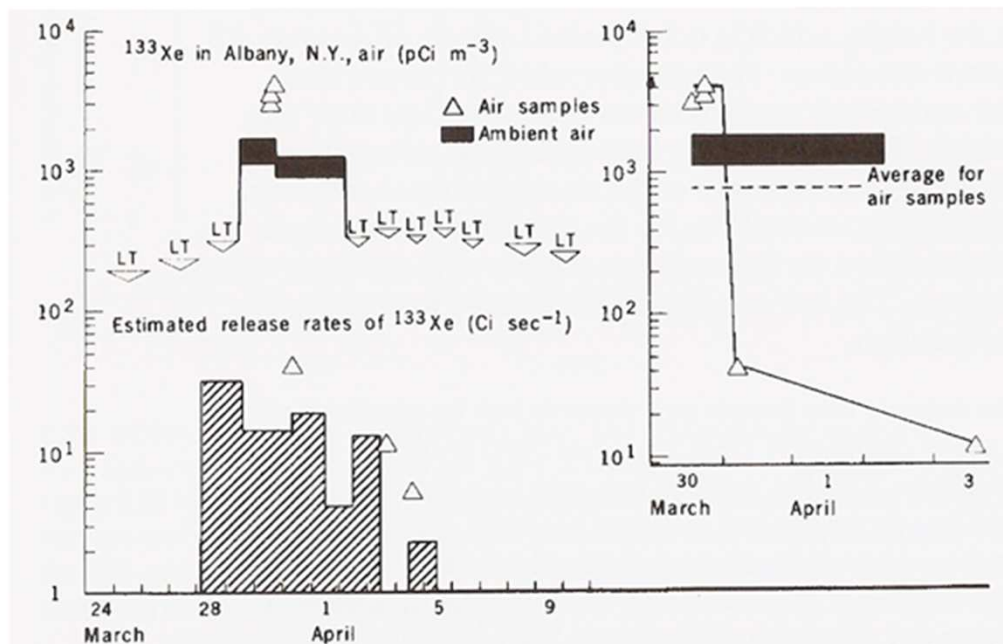 10⁴
¹³³Xe in Albany, N.Y., air (pCi m⁻³)
Air samples
Ambient air
10³
LT LT LT LT LT LT LT LT LT LT
10²
Estimated release rates of ¹³³Xe (Ci sec⁻¹)
10¹
1
24 28 1 5 9
March April
10⁴
10³
Average for
air samples
10²
10¹
30 1 3
March April